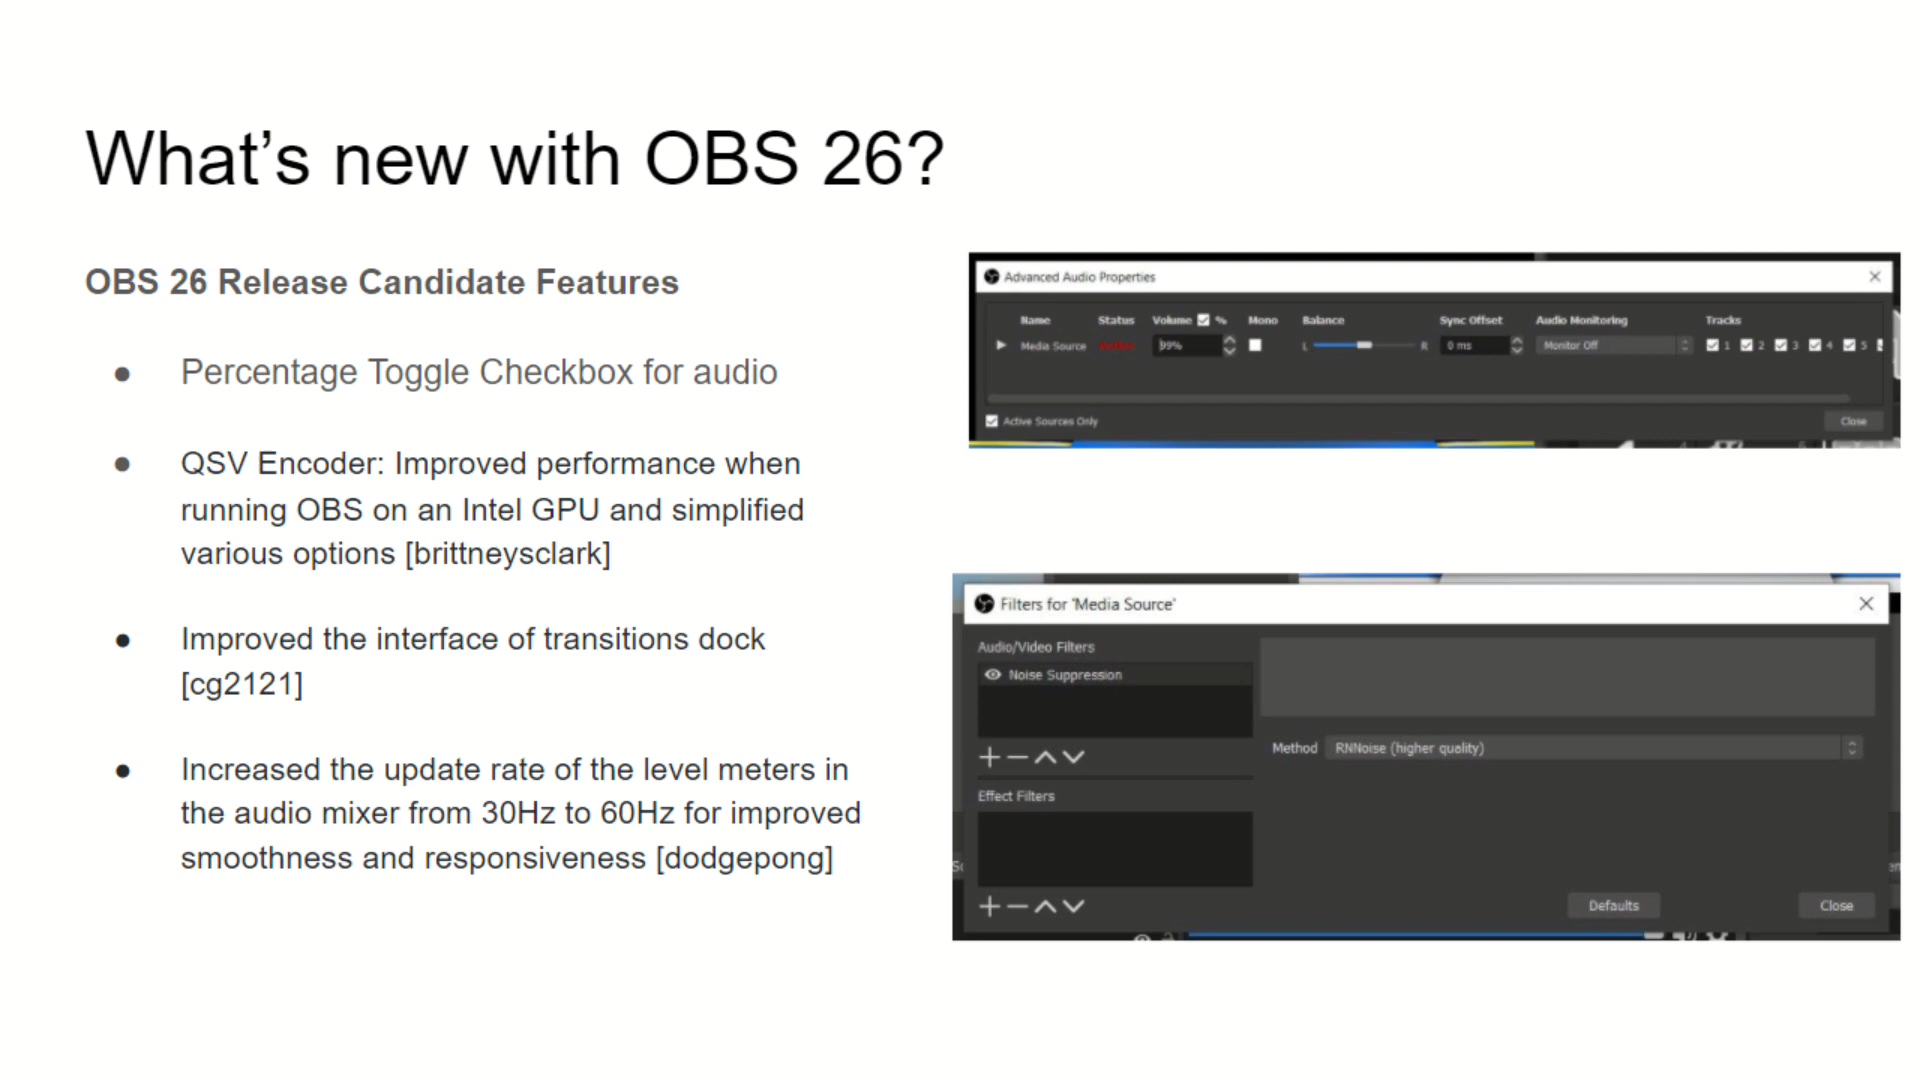 What’s new with OBS 26?
OBS 26 Release Candidate Features
● Percentage Toggle Checkbox for audio
● QSV Encoder: Improved performance when
running OBS on an Intel GPU and simplified
various options [brittneysclark]
● Improved the interface of transitions dock
[cg2121]
● Increased the update rate of the level meters in
the audio mixer from 30Hz to 60Hz for improved
smoothness and responsiveness [dodgepong]
Advanced Audio Properties
Name Status Volume % Mono Balance Sync Offset Audio Monitoring Tracks
Media Source Active 99% L R 0 ms Monitor Off 1 2 3 4 5
Active Sources Only Close
Filters for 'Media Source'
Audio/Video Filters
Noise Suppression
Method RNNoise (higher quality)
Effect Filters
Defaults Close